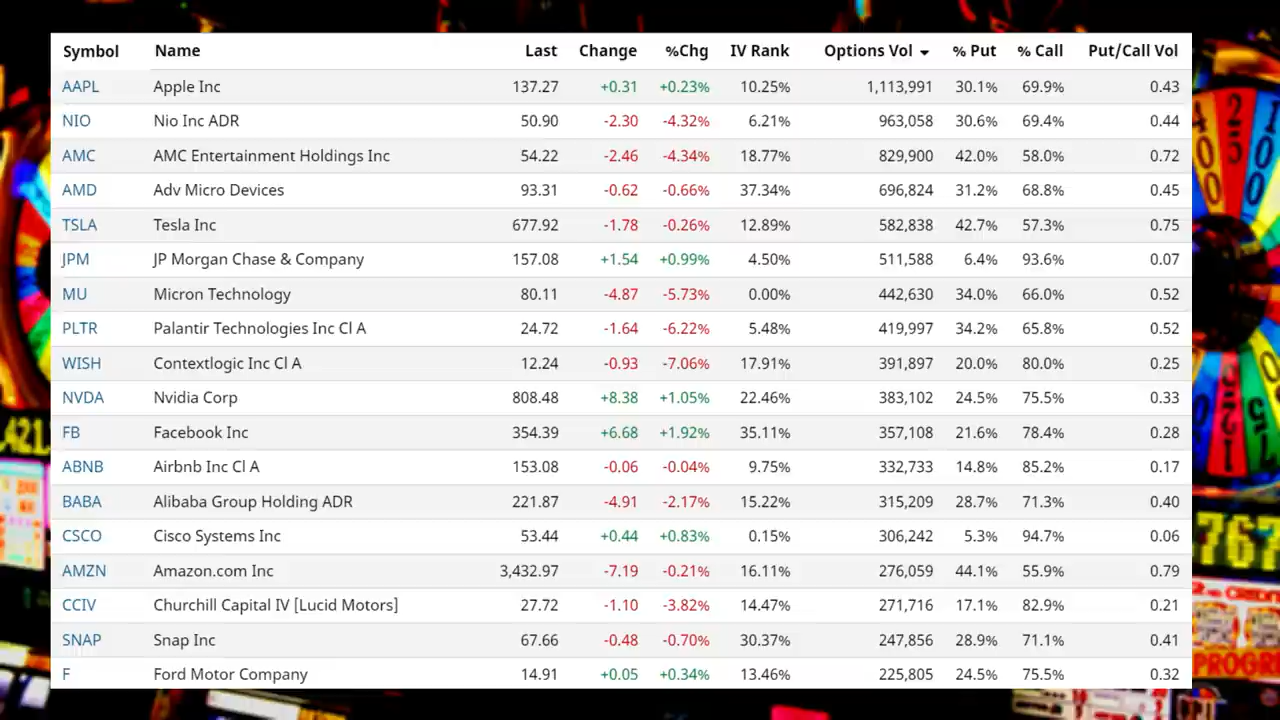 Symbol Name Last Change %Chg IV Rank Options Vol % Put % Call Put/Call Vol
AAPL Apple Inc 137.27 +0.31 +0.23% 10.25% 1,113,991 30.1% 69.9% 0.43
NIO Nio Inc ADR 50.90 -2.30 -4.32% 6.21% 963,058 30.6% 69.4% 0.44
AMC AMC Entertainment Holdings Inc 54.22 -2.46 -4.34% 18.77% 829,900 42.0% 58.0% 0.72
AMD Adv Micro Devices 93.31 -0.62 -0.66% 37.34% 696,824 31.2% 68.8% 0.45
TSLA Tesla Inc 677.92 -1.78 -0.26% 12.89% 582,838 42.7% 57.3% 0.75
JPM JP Morgan Chase & Company 157.08 +1.54 +0.99% 4.50% 511,588 6.4% 93.6% 0.07
MU Micron Technology 80.11 -4.87 -5.73% 0.00% 442,630 34.0% 66.0% 0.52
PLTR Palantir Technologies Inc Cl A 24.72 -1.64 -6.22% 5.48% 419,997 34.2% 65.8% 0.52
WISH Contextlogic Inc Cl A 12.24 -0.93 -7.06% 17.91% 391,897 20.0% 80.0% 0.25
NVDA Nvidia Corp 808.48 +8.38 +1.05% 22.46% 383,102 24.5% 75.5% 0.33
FB Facebook Inc 354.39 +6.68 +1.92% 35.11% 357,108 21.6% 78.4% 0.28
ABNB Airbnb Inc Cl A 153.08 -0.06 -0.04% 9.75% 332,733 14.8% 85.2% 0.17
BABA Alibaba Group Holding ADR 221.87 -4.91 -2.17% 15.22% 315,209 28.7% 71.3% 0.40
CSCO Cisco Systems Inc 53.44 +0.44 +0.83% 0.15% 306,242 5.3% 94.7% 0.06
AMZN Amazon.com Inc 3,432.97 -7.19 -0.21% 16.11% 276,059 44.1% 55.9% 0.79
CCIV Churchill Capital IV [Lucid Motors] 27.72 -1.10 -3.82% 14.47% 271,716 17.1% 82.9% 0.21
SNAP Snap Inc 67.66 -0.48 -0.70% 30.37% 247,856 28.9% 71.1% 0.41
F Ford Motor Company 14.91 +0.05 +0.34% 13.46% 225,805 24.5% 75.5% 0.32
767